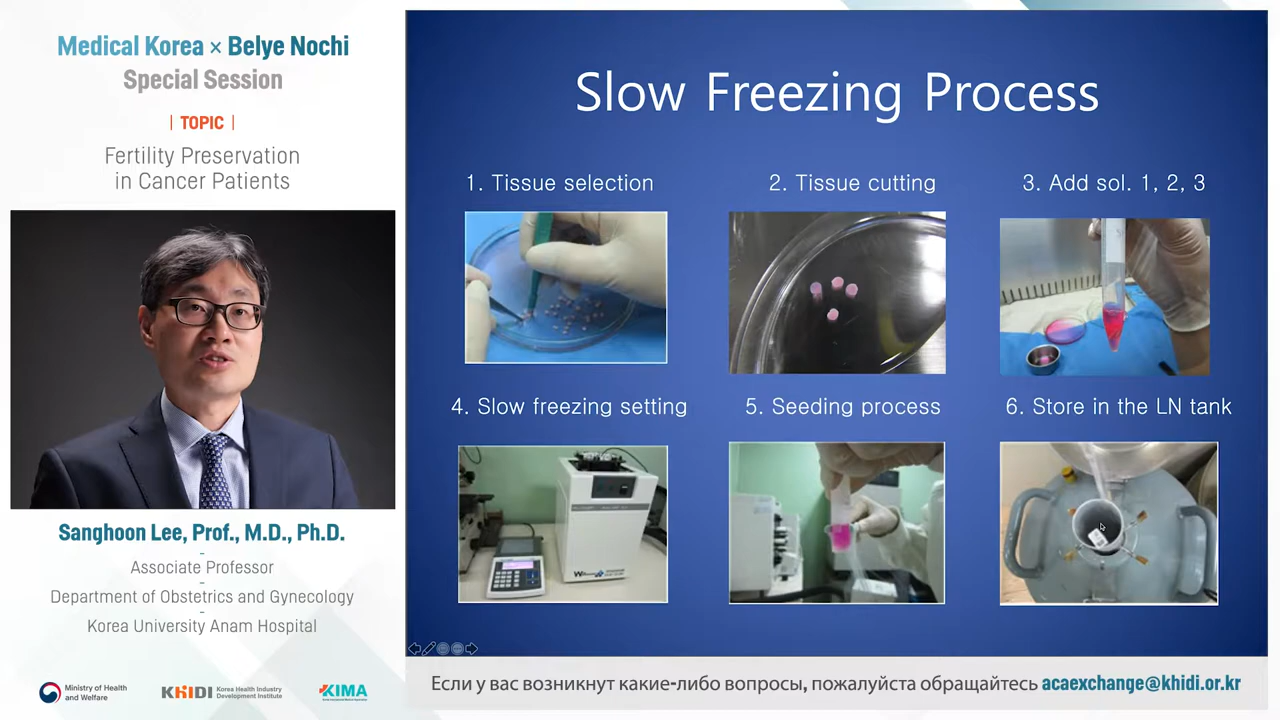 Medical Korea × Belye Nochi
Special Session
| TOPIC |
Fertility Preservation
in Cancer Patients
Sanghoon Lee, Prof., M.D., Ph.D.
-
Associate Professor
-
Department of Obstetrics and Gynecology
-
Korea University Anam Hospital
Ministry of Health
and Welfare
KHIDI
Korea Health Industry
Development Institute
KIMA
Slow Freezing Process
1. Tissue selection
2. Tissue cutting
3. Add sol. 1, 2, 3
4. Slow freezing setting
5. Seeding process
6. Store in the LN tank
Если у вас возникнут какие-либо вопросы, пожалуйста обращайтесь acaexchange@khidi.or.kr